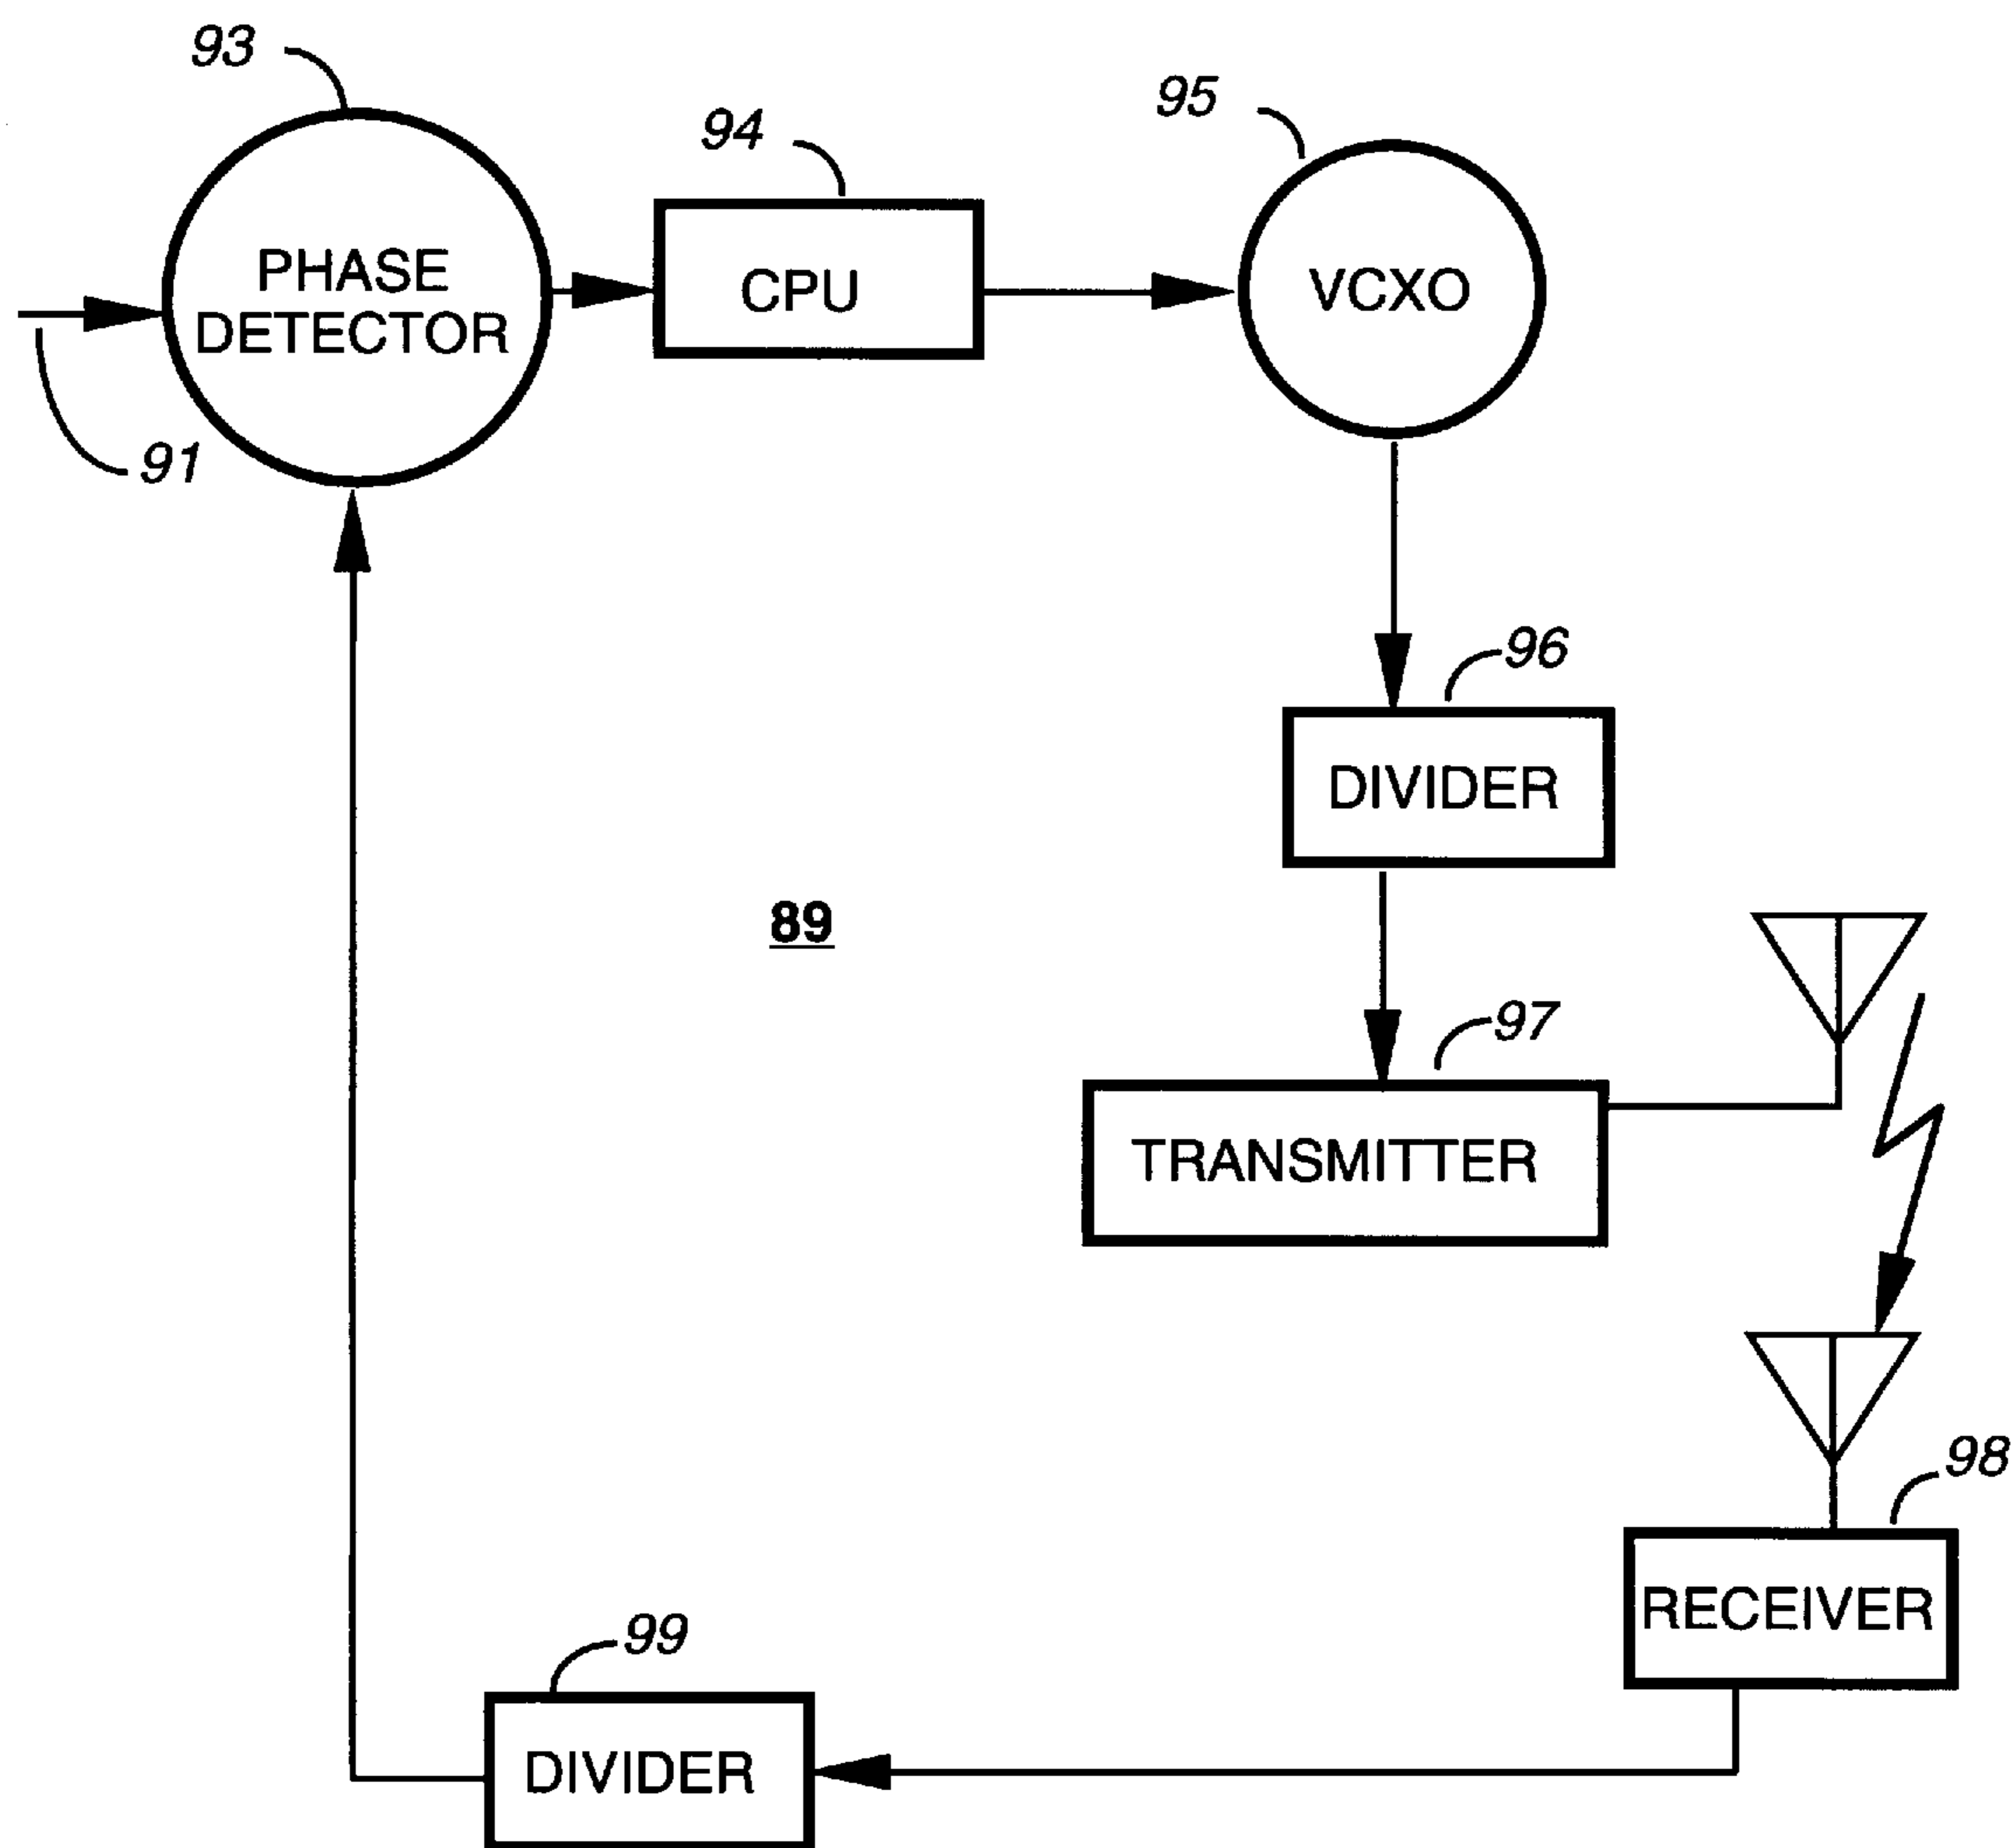 93
95
94
PHASE
DETECTOR
CPU
VCXO
91
96
DIVIDER
89
97
TRANSMITTER
98
RECEIVER
99
DIVIDER